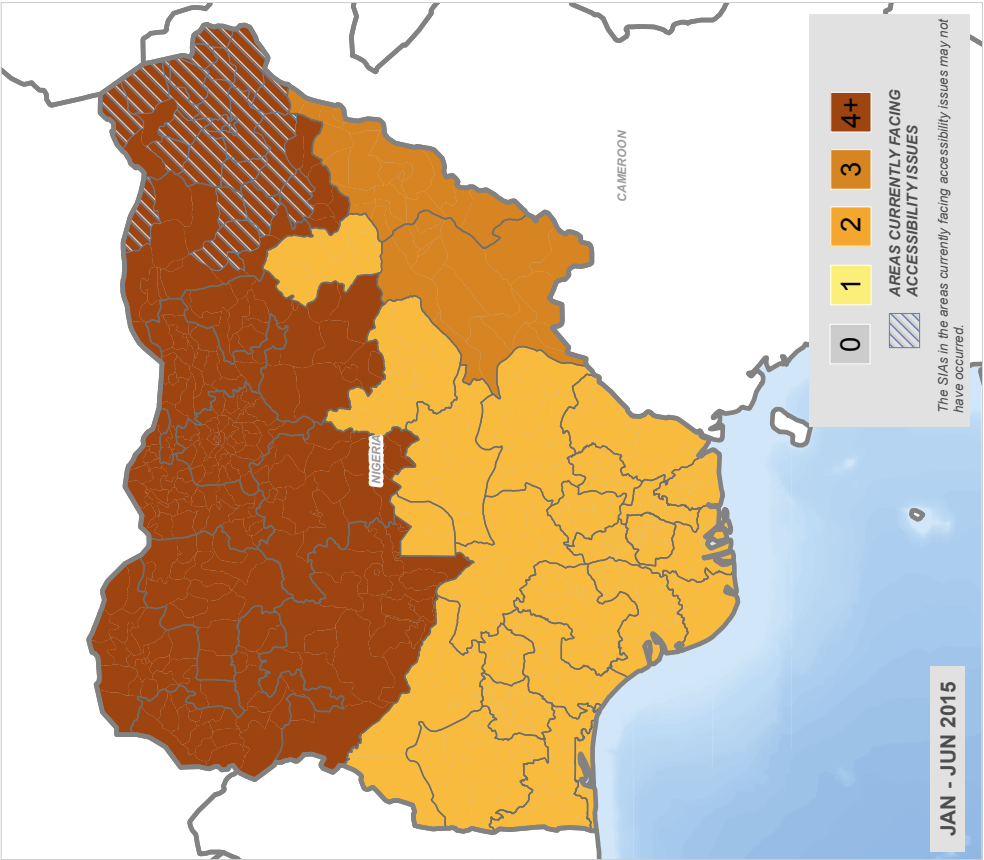 NIGERIA
CAMEROON
0 1 2 3 4+
AREAS CURRENTLY FACING
ACCESSIBILITY ISSUES
The SIAs in the areas currently facing accessibility issues may not
have occurred.
JAN - JUN 2015